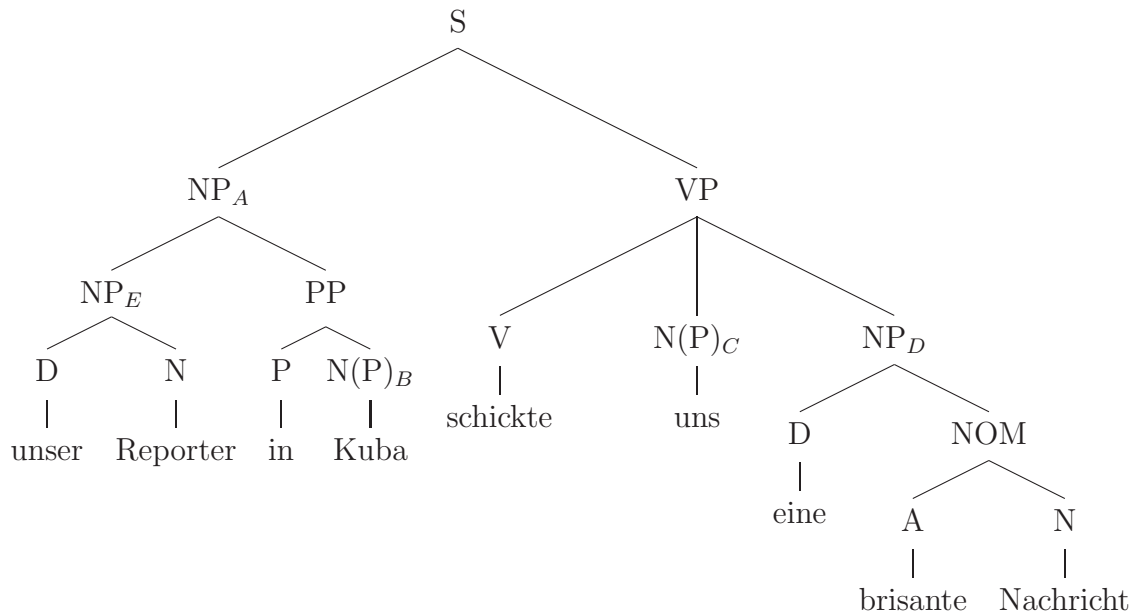 S
NP_A VP
NP_E PP
V N(P)_C NP_D
D N P N(P)_B
schickte uns
D NOM
unser Reporter in Kuba
eine
A N
brisante Nachricht